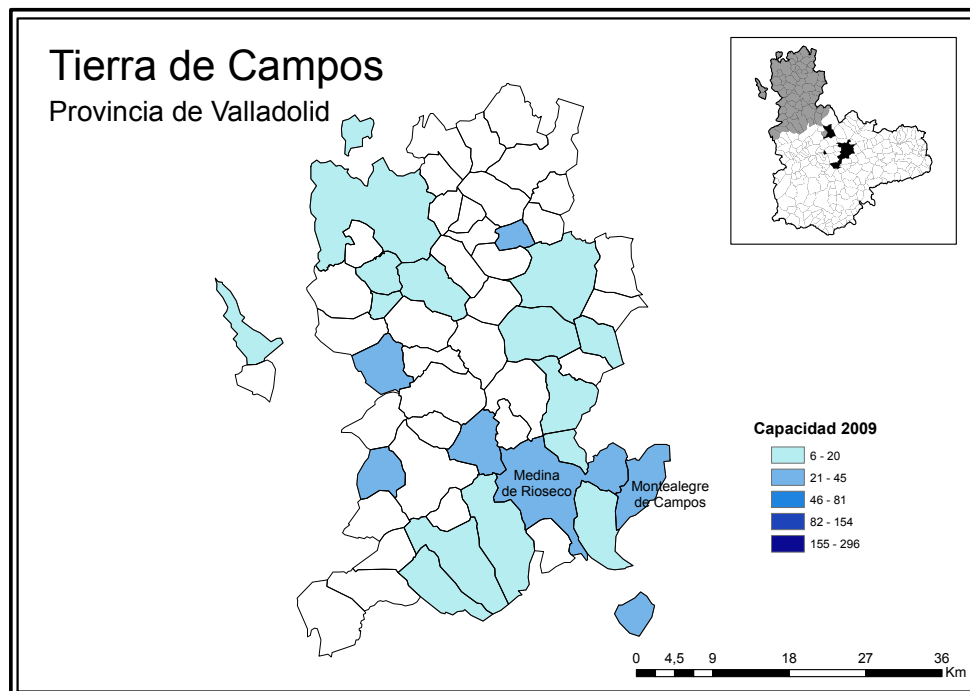 Tierra de Campos
Provincia de Valladolid
Medina
de Rioseco
Montealegre
de Campos
Capacidad 2009
6 - 20
21 - 45
46 - 81
82 - 154
155 - 296
0 4,5 9 18 27 36
Km